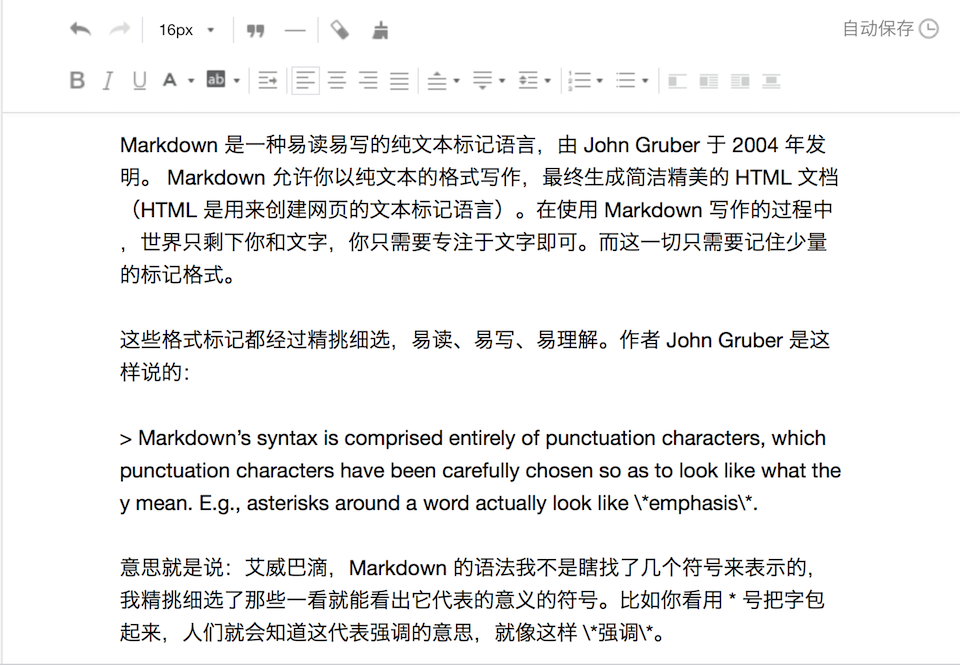 16px
自动保存
B I U A ab
Markdown 是一种易读易写的纯文本标记语言，由 John Gruber 于 2004 年发
明。 Markdown 允许你以纯文本的格式写作，最终生成简洁精美的 HTML 文档
（HTML 是用来创建网页的文本标记语言）。在使用 Markdown 写作的过程中
，世界只剩下你和文字，你只需要专注于文字即可。而这一切只需要记住少量
的标记格式。
这些格式标记都经过精挑细选，易读、易写、易理解。作者 John Gruber 是这
样说的：
> Markdown’s syntax is comprised entirely of punctuation characters, which
punctuation characters have been carefully chosen so as to look like what the
y mean. E.g., asterisks around a word actually look like \*emphasis\*.
意思就是说：艾威巴滴，Markdown 的语法我不是瞎找了几个符号来表示的，
我精挑细选了那些一看就能看出它代表的意义的符号。比如你看用 * 号把字包
起来，人们就会知道这代表强调的意思，就像这样 \*强调\*。